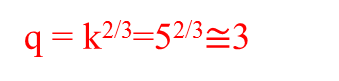 q = k²/³=5²/³≅3